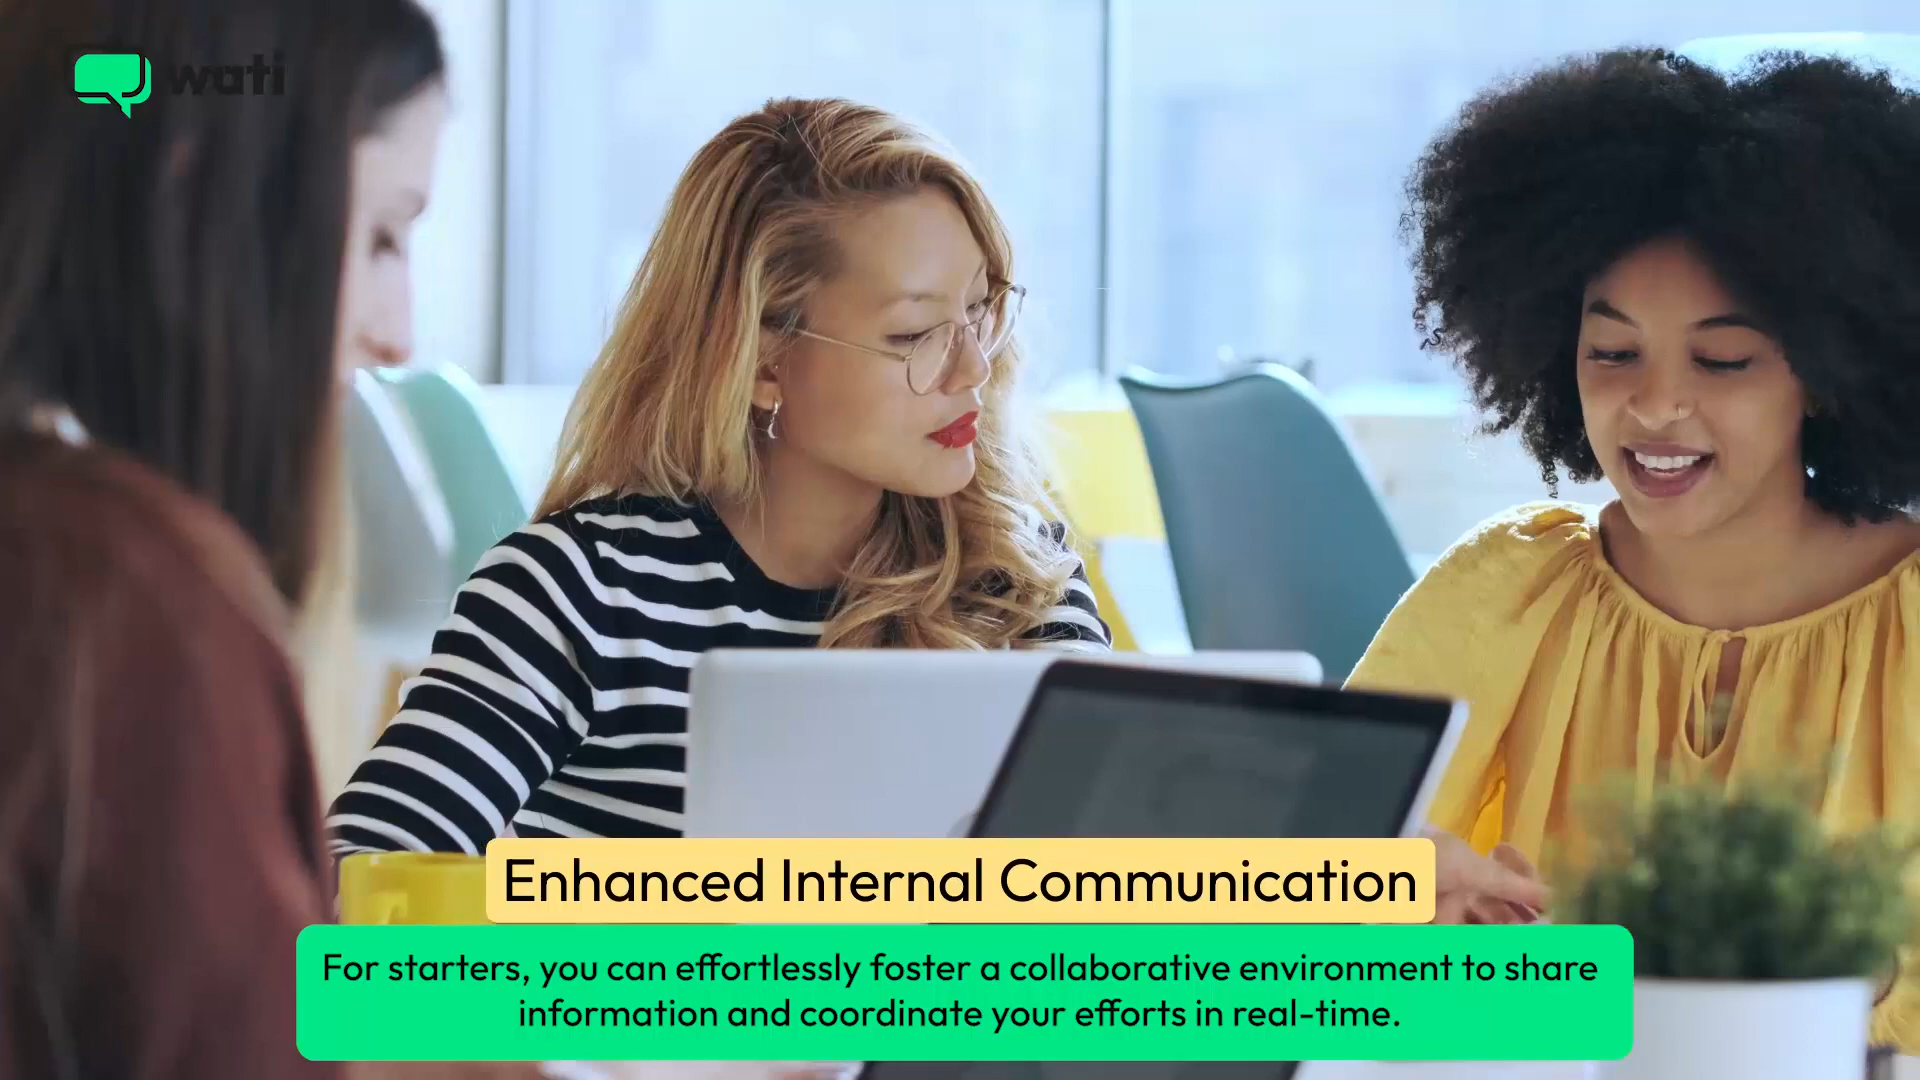 wati
Enhanced Internal Communication
For starters, you can effortlessly foster a collaborative environment to share
information and coordinate your efforts in real-time.